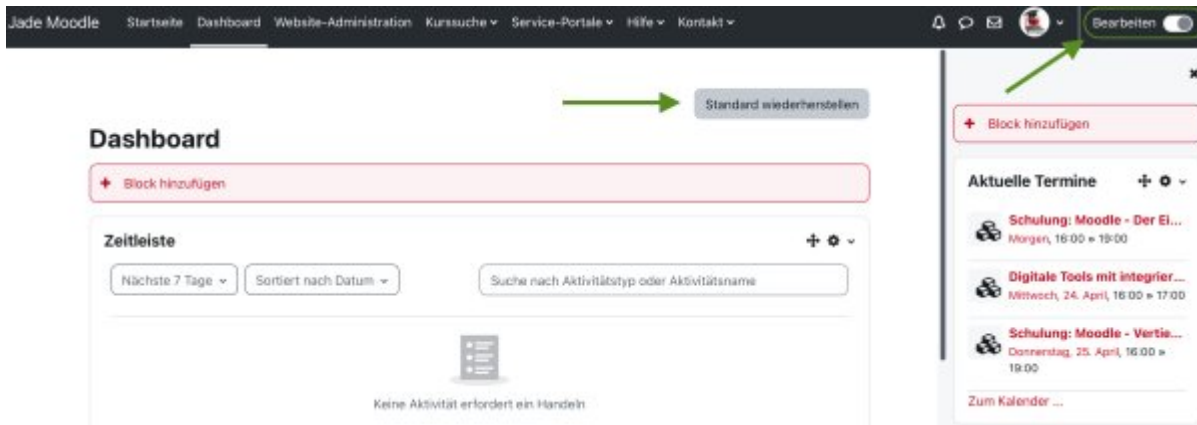 Jade Moodle Startseite Dashboard Website-Administration Kurssuche Service-Portale Hilfe Kontakt Bearbeiten
Standard wiederherstellen
Dashboard
+ Block hinzufügen
Zeitleiste
Nächste 7 Tage Sortiert nach Datum Suche nach Aktivitätstyp oder Aktivitätsname
Keine Aktivität erfordert ein Handeln
+ Block hinzufügen
Aktuelle Termine
Schulung: Moodle - Der Ei...
Morgen, 16:00 » 19:00
Digitale Tools mit integrier...
Mittwoch, 24. April, 16:00 » 17:00
Schulung: Moodle - Vertie...
Donnerstag, 25. April, 16:00 »
19:00
Zum Kalender ...